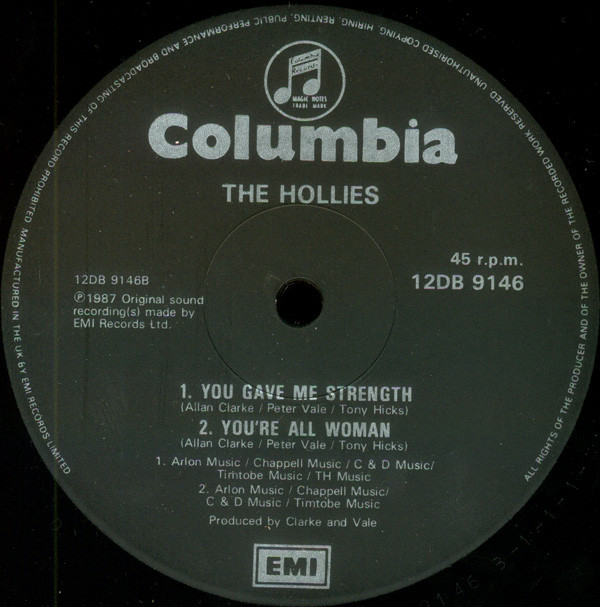 UNAUTHORISED COPYING, HIRING, RENTING, PUBLIC PERFORMANCE AND BROADCASTING OF THIS RECORD PROHIBITED MANUFACTURED IN THE UK BY EMI RECORDS LIMITED
ALL RIGHTS OF THE PRODUCER AND OF THE OWNER OF THE RECORDED WORK RESERVED
Columbia
Records
MAGIC NOTES
TRADE MARK
Columbia
THE HOLLIES
45 r.p.m.
12DB 9146
12DB 9146B
℗1987 Original sound
recording(s) made by
EMI Records Ltd.
1. YOU GAVE ME STRENGTH
(Allan Clarke / Peter Vale / Tony Hicks)
2. YOU'RE ALL WOMAN
(Allan Clarke / Peter Vale / Tony Hicks)
1. Arlon Music / Chappell Music / C & D Music/
Timtobe Music / TH Music
2. Arlon Music / Chappell Music/
C & D Music / Timtobe Music
Produced by Clarke and Vale
EMI